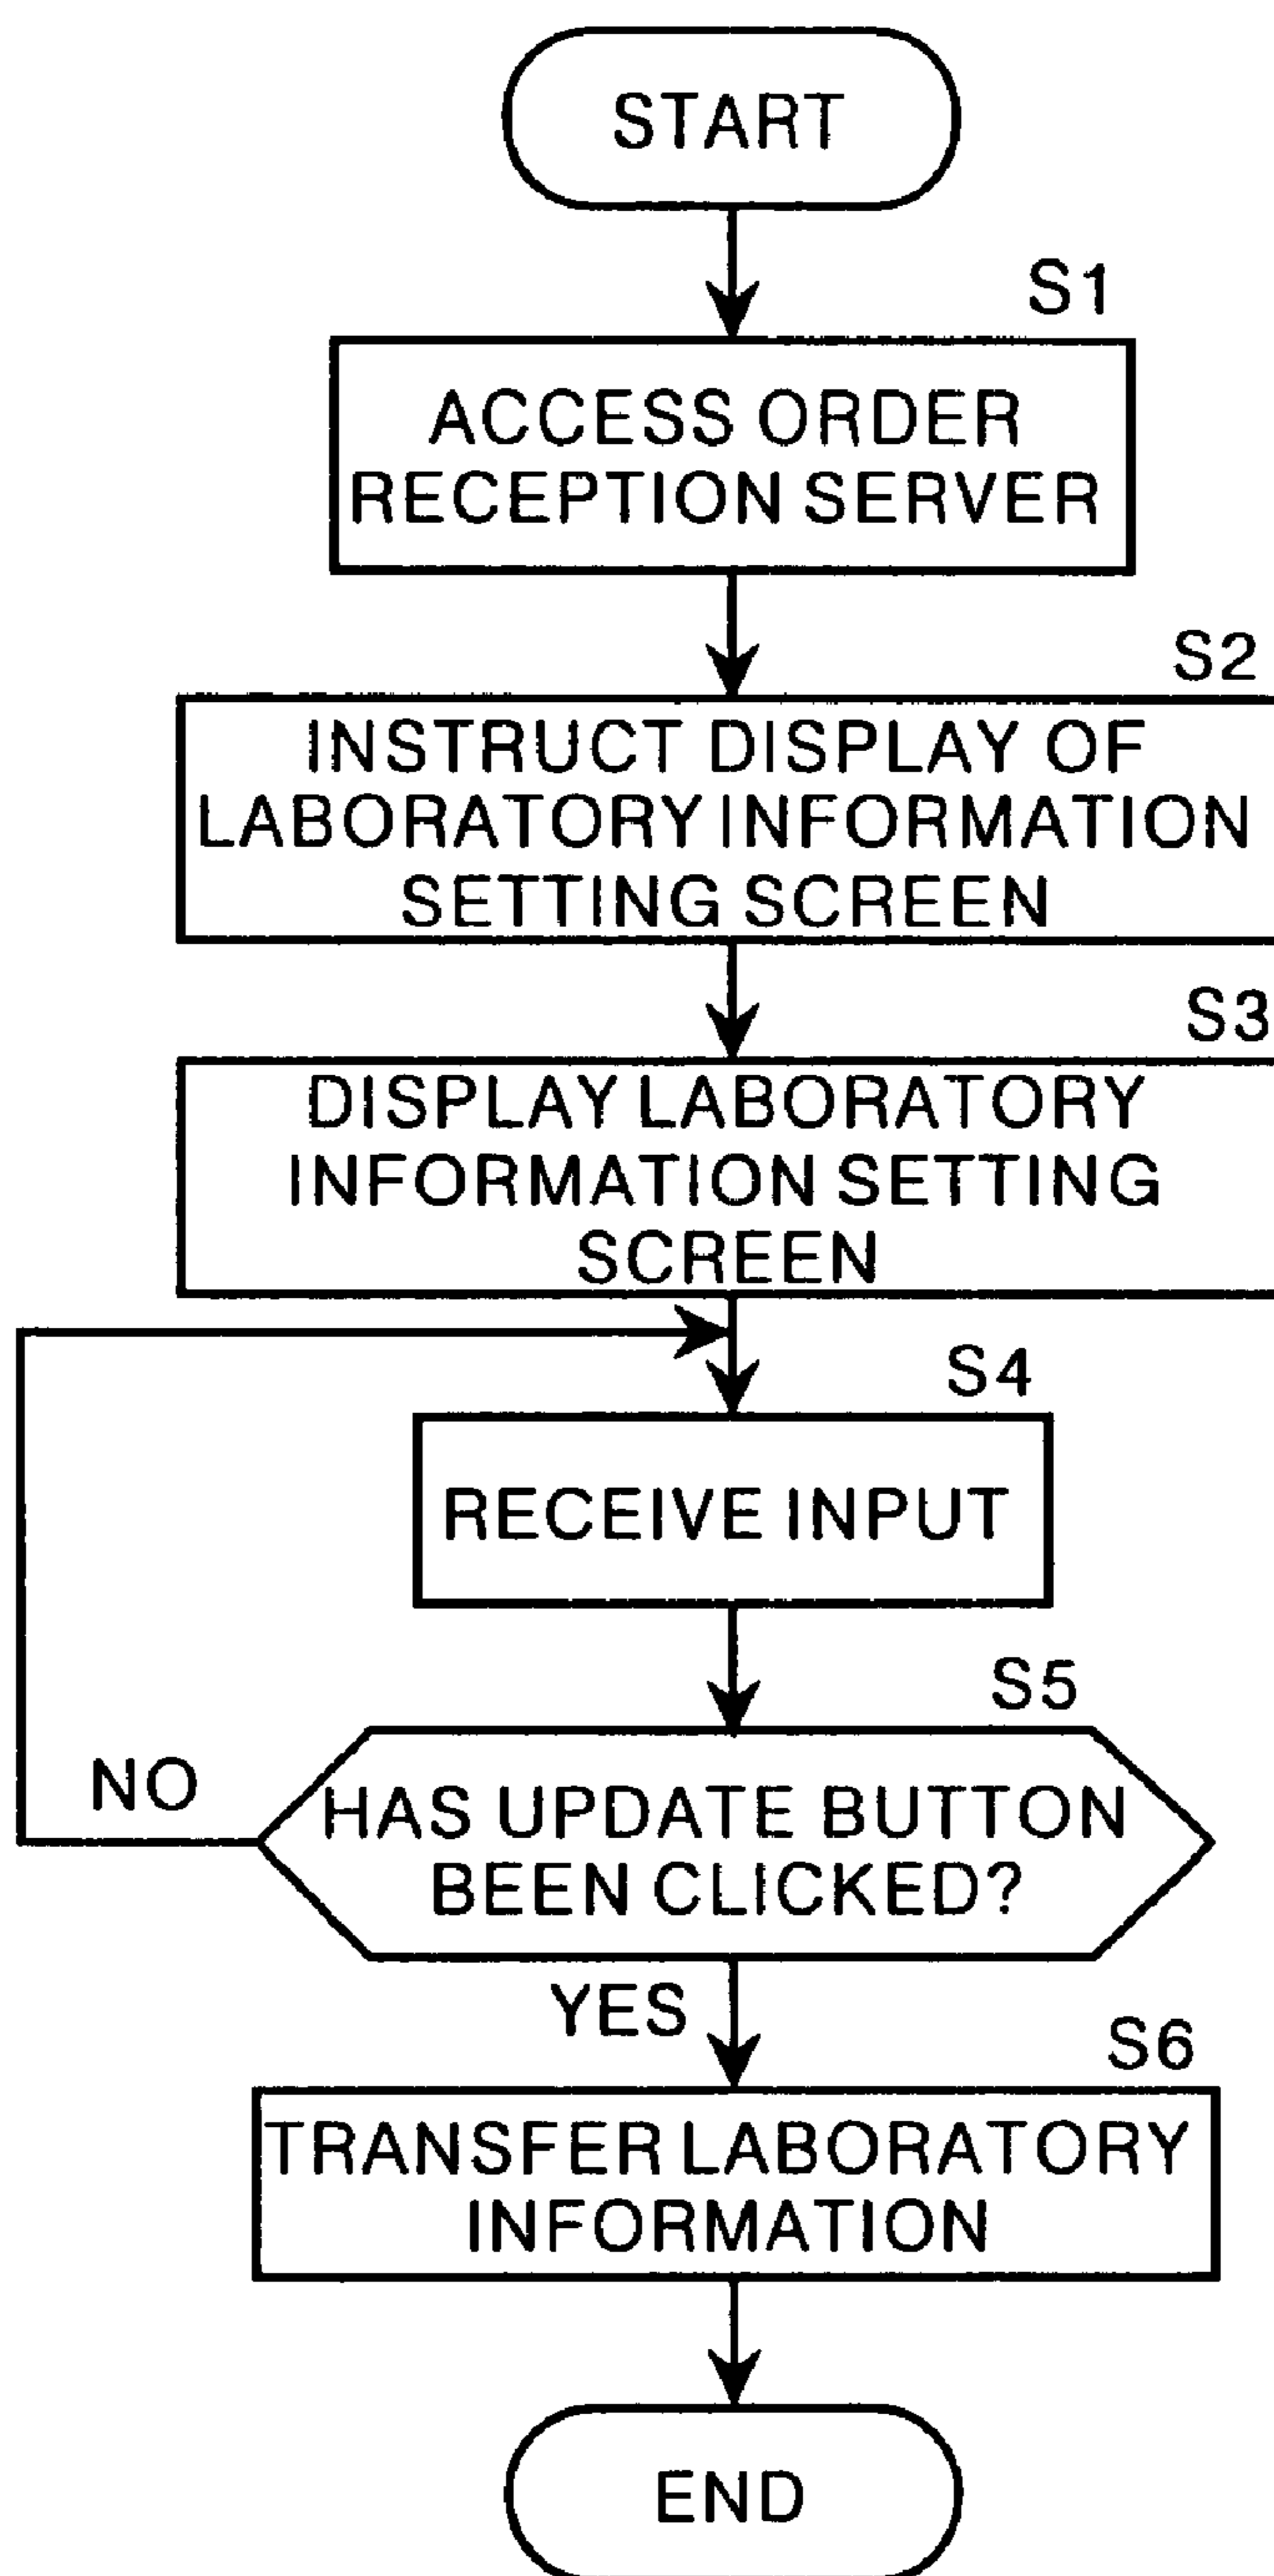 START
S1
ACCESS ORDER
RECEPTION SERVER
S2
INSTRUCT DISPLAY OF
LABORATORY INFORMATION
SETTING SCREEN
S3
DISPLAY LABORATORY
INFORMATION SETTING
SCREEN
S4
RECEIVE INPUT
S5
NO
HAS UPDATE BUTTON
BEEN CLICKED?
YES
S6
TRANSFER LABORATORY
INFORMATION
END